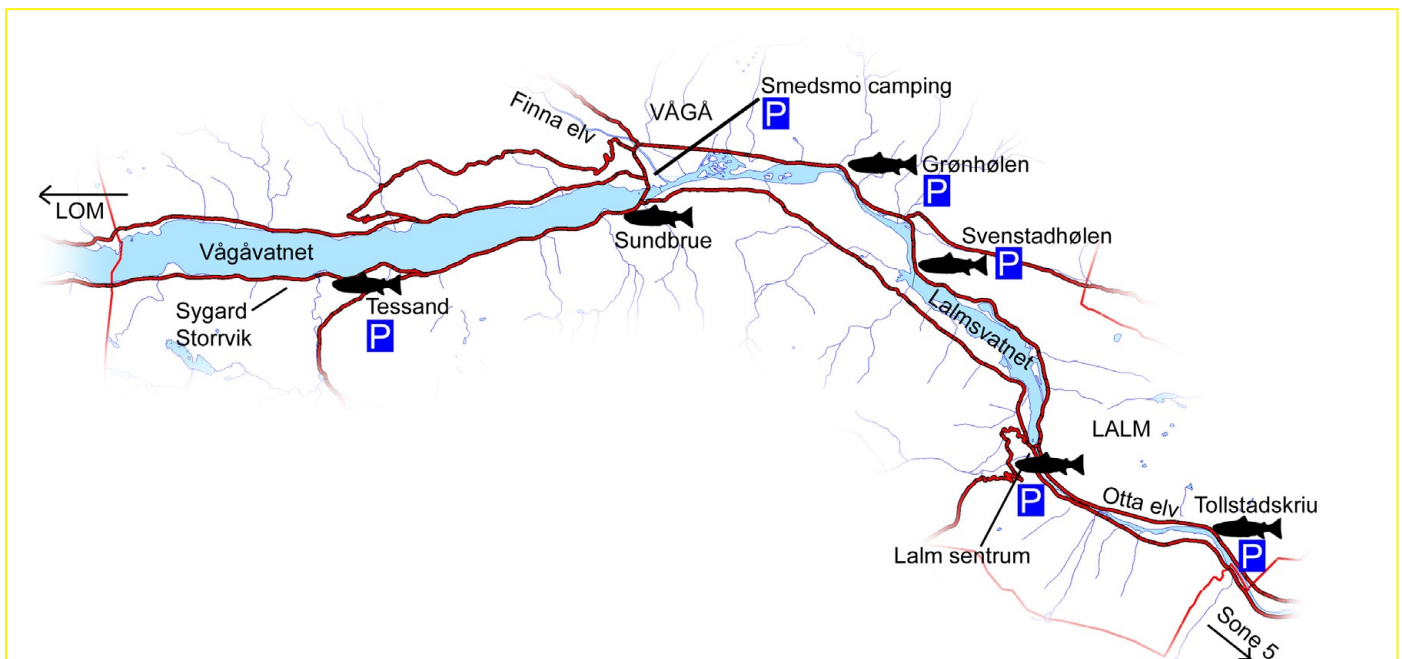 Smedsmo camping
P
VÅGÅ
Finna elv
Grønhølen
P
LOM
Sundbrue
Svenstadhølen
P
Vågåvatnet
Sygard
Storrvik
Tessand
P
Lalmsvatnet
LALM
P
Otta elv
Tollstadskriu
P
Lalm sentrum
Sone 5